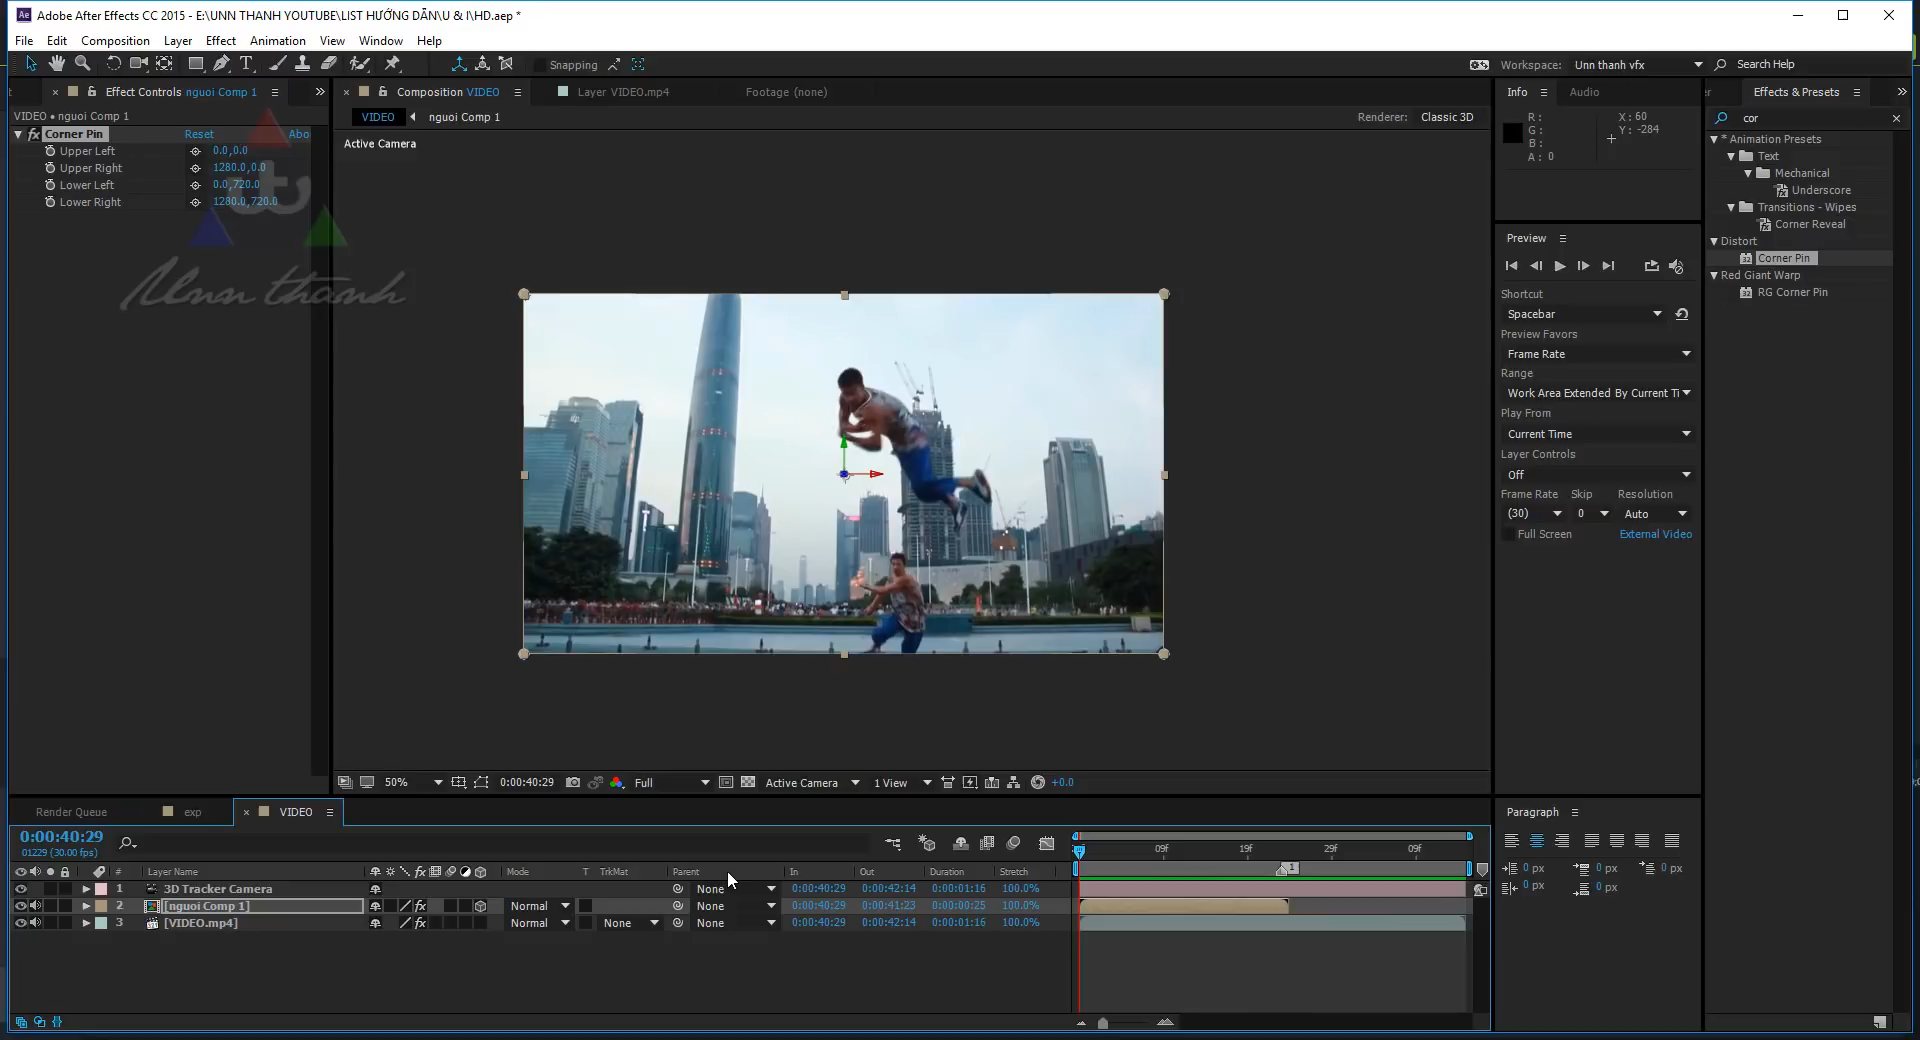 Ae Adobe After Effects CC 2015 - E:\UNN THANH YOUTUBE\LIST HƯỚNG DẪN\U & I\HD.aep *
File Edit Composition Layer Effect Animation View Window Help
T Snapping Workspace: Unn thanh vfx Search Help
Effect Controls nguoi Comp 1
VIDEO • nguoi Comp 1
fx Corner Pin Reset Abo
Upper Left 0.0,0.0
Upper Right 1280.0,0.0
Lower Left 0.0,720.0
Lower Right 1280.0,720.0
Unn thanh
Composition VIDEO Layer VIDEO.mp4 Footage (none)
VIDEO nguoi Comp 1 Renderer: Classic 3D
Active Camera
50% 0:00:40:29 Full Active Camera 1 View +0.0
Info Audio
R: X: 60
G: Y: -284
B:
A: 0
Preview
Shortcut
Spacebar
Preview Favors
Frame Rate
Range
Work Area Extended By Current Ti
Play From
Current Time
Layer Controls
Off
Frame Rate Skip Resolution
(30) 0 Auto
Full Screen External Video
Effects & Presets
cor
* Animation Presets
Text
Mechanical
Underscore
Transitions - Wipes
Corner Reveal
Distort
32 Corner Pin
Red Giant Warp
32 RG Corner Pin
Render Queue exp VIDEO
0:00:40:29
01229 (30.00 fps)
09f 19f 29f 09f
1
# Layer Name fx Mode T TrkMat Parent In Out Duration Stretch
1 3D Tracker Camera None 0:00:40:29 0:00:42:14 0:00:01:16 100.0%
2 [nguoi Comp 1] fx Normal None 0:00:40:29 0:00:41:23 0:00:00:25 100.0%
3 [VIDEO.mp4] fx Normal None None 0:00:40:29 0:00:42:14 0:00:01:16 100.0%
Paragraph
0 px 0 px 0 px
0 px 0 px